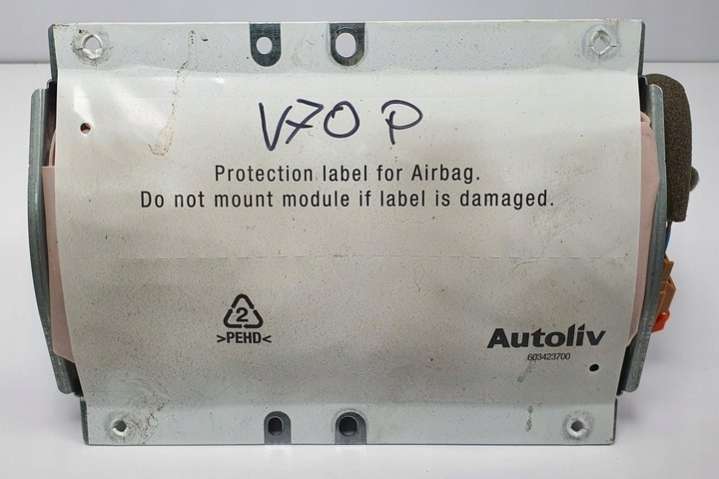 V70 P
Protection label for Airbag.
Do not mount module if label is damaged.
2
>PEHD<
Autoliv
603423700